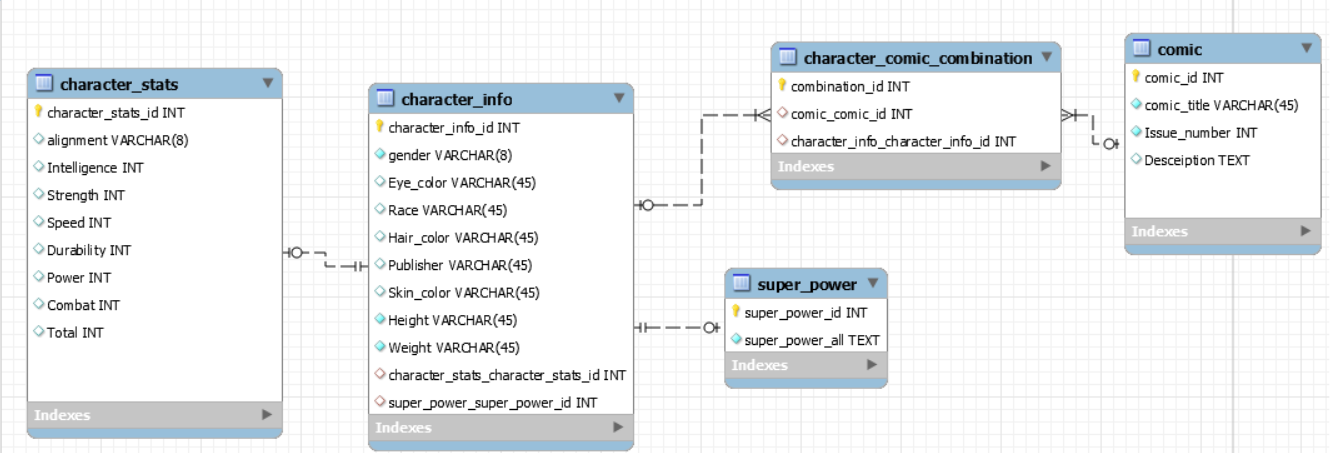 character_stats
character_stats_id INT
alignment VARCHAR(8)
Intelligence INT
Strength INT
Speed INT
Durability INT
Power INT
Combat INT
Total INT
Indexes
character_info
character_info_id INT
gender VARCHAR(8)
Eye_color VARCHAR(45)
Race VARCHAR(45)
Hair_color VARCHAR(45)
Publisher VARCHAR(45)
Skin_color VARCHAR(45)
Height VARCHAR(45)
Weight VARCHAR(45)
character_stats_character_stats_id INT
super_power_super_power_id INT
Indexes
character_comic_combination
combination_id INT
comic_comic_id INT
character_info_character_info_id INT
Indexes
super_power
super_power_id INT
super_power_all TEXT
Indexes
comic
comic_id INT
comic_title VARCHAR(45)
Issue_number INT
Desceiption TEXT
Indexes